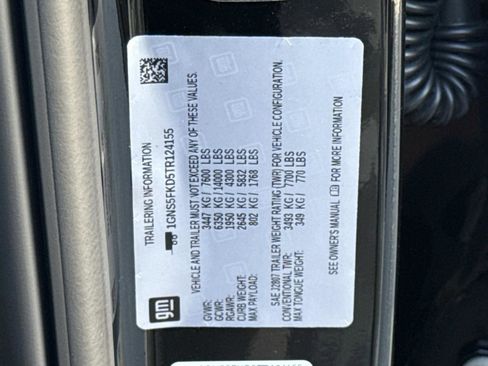 gm
TRAILERING INFORMATION
1GNS5FKD5TR124155
VEHICLE AND TRAILER MUST NOT EXCEED ANY OF THESE VALUES.
GVWR: 3447 KG / 7600 LBS
GCWR: 6350 KG / 14000 LBS
RGAWR: 1950 KG / 4300 LBS
CURB WEIGHT: 2645 KG / 5832 LBS
MAX PAYLOAD: 802 KG / 1768 LBS
SAE J2807 TRAILER WEIGHT RATING (TWR) FOR VEHICLE CONFIGURATION.
CONVENTIONAL TWR: 3493 KG / 7700 LBS
MAX TONGUE WEIGHT: 349 KG / 770 LBS
SEE OWNER'S MANUAL FOR MORE INFORMATION